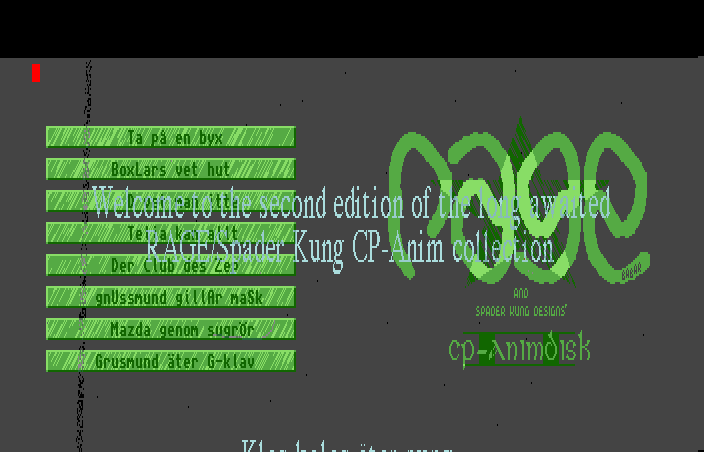 Ta på en byx
BoxLars vet hut
Welcome to the second edition of the long awaited
RAGE/Spader Kung CP-Anim collection
Der Club des Ze
gnUssmund gillAr maSk
Mazda genom sugrör
Grusmund äter G-klav
rage
AND
SPADER KUNG DESIGNS'
cp-Animdisk